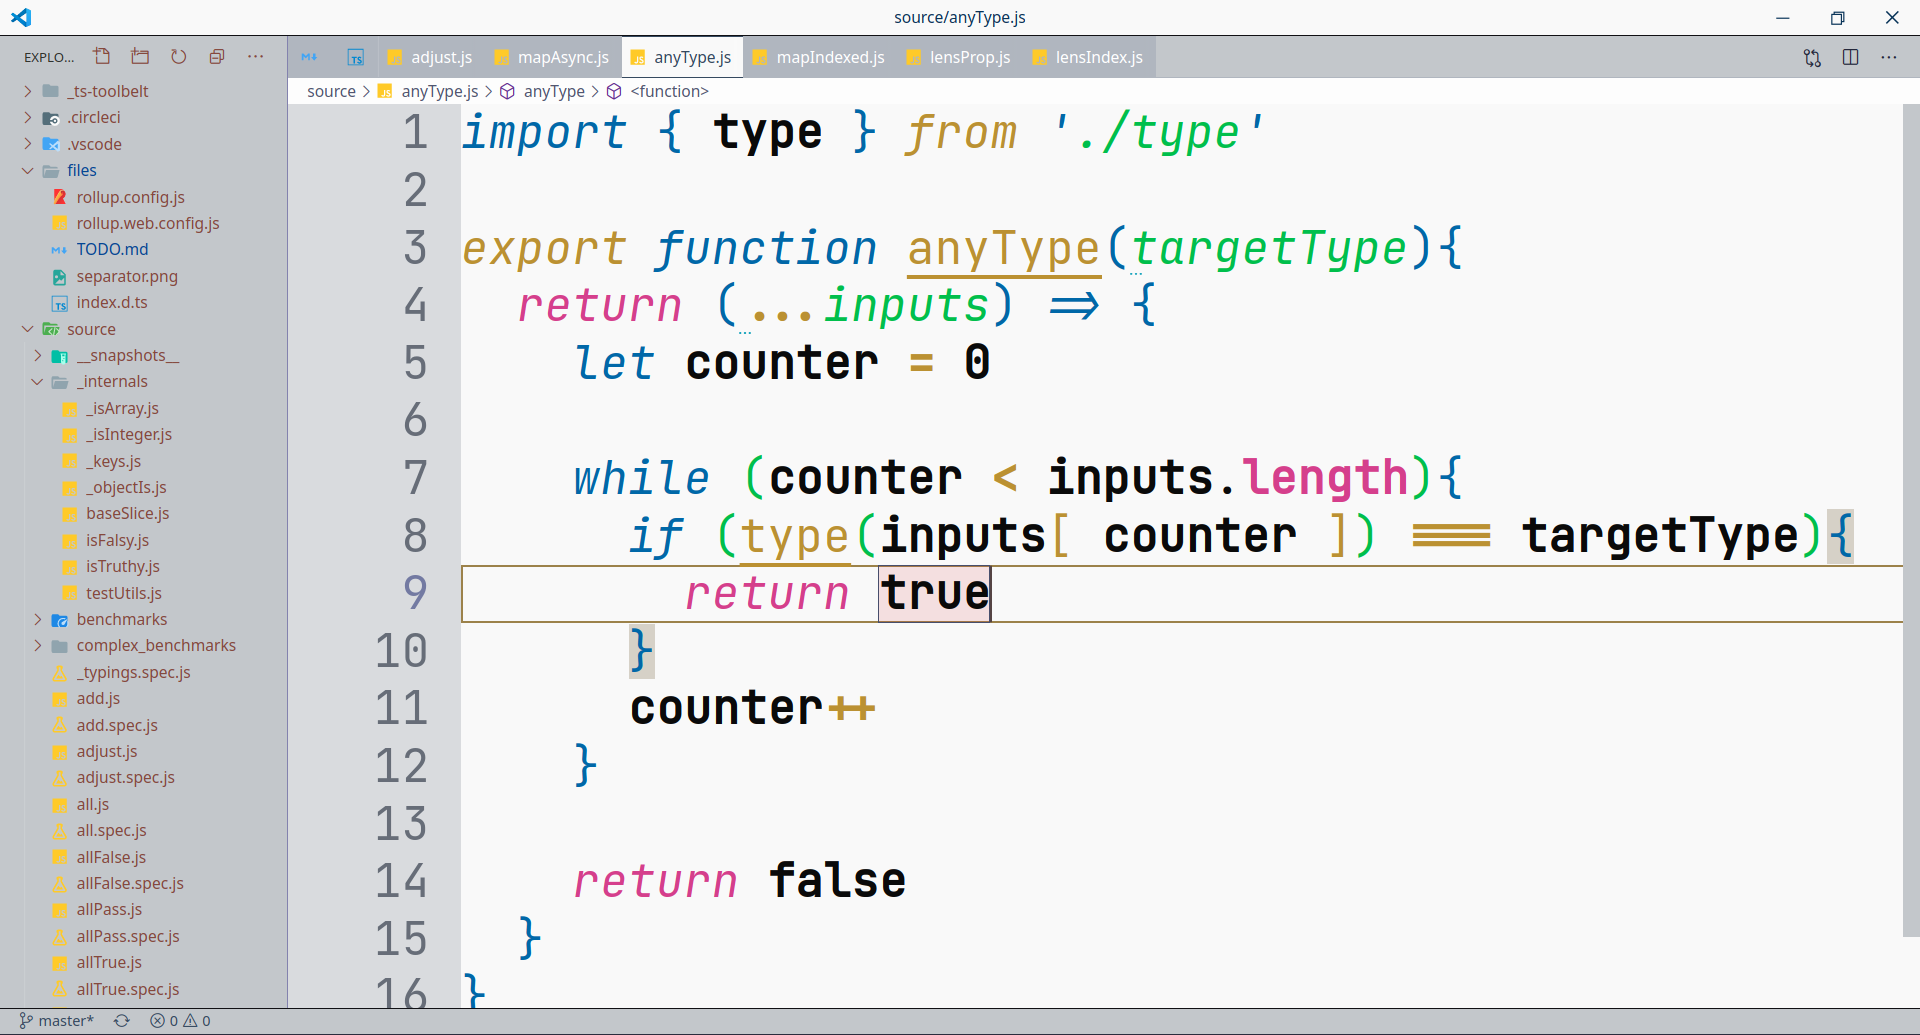 source/anyType.js
EXPLO...
adjust.js
mapAsync.js
anyType.js
mapIndexed.js
lensProp.js
lensIndex.js
source > JS anyType.js > anyType > <function>
_ts-toolbelt
.circleci
.vscode
files
rollup.config.js
rollup.web.config.js
TODO.md
separator.png
index.d.ts
source
__snapshots__
_internals
_isArray.js
_isInteger.js
_keys.js
_objectIs.js
baseSlice.js
isFalsy.js
isTruthy.js
testUtils.js
benchmarks
complex_benchmarks
_typings.spec.js
add.js
add.spec.js
adjust.js
adjust.spec.js
all.js
all.spec.js
allFalse.js
allFalse.spec.js
allPass.js
allPass.spec.js
allTrue.js
allTrue.spec.js
1 import { type } from './type'
2
3 export function anyType(targetType){
4   return (...inputs) => {
5     let counter = 0
6
7     while (counter < inputs.length){
8       if (type(inputs[ counter ]) === targetType){
9         return true
10       }
11       counter++
12     }
13
14     return false
15   }
16 }
master* 0 0